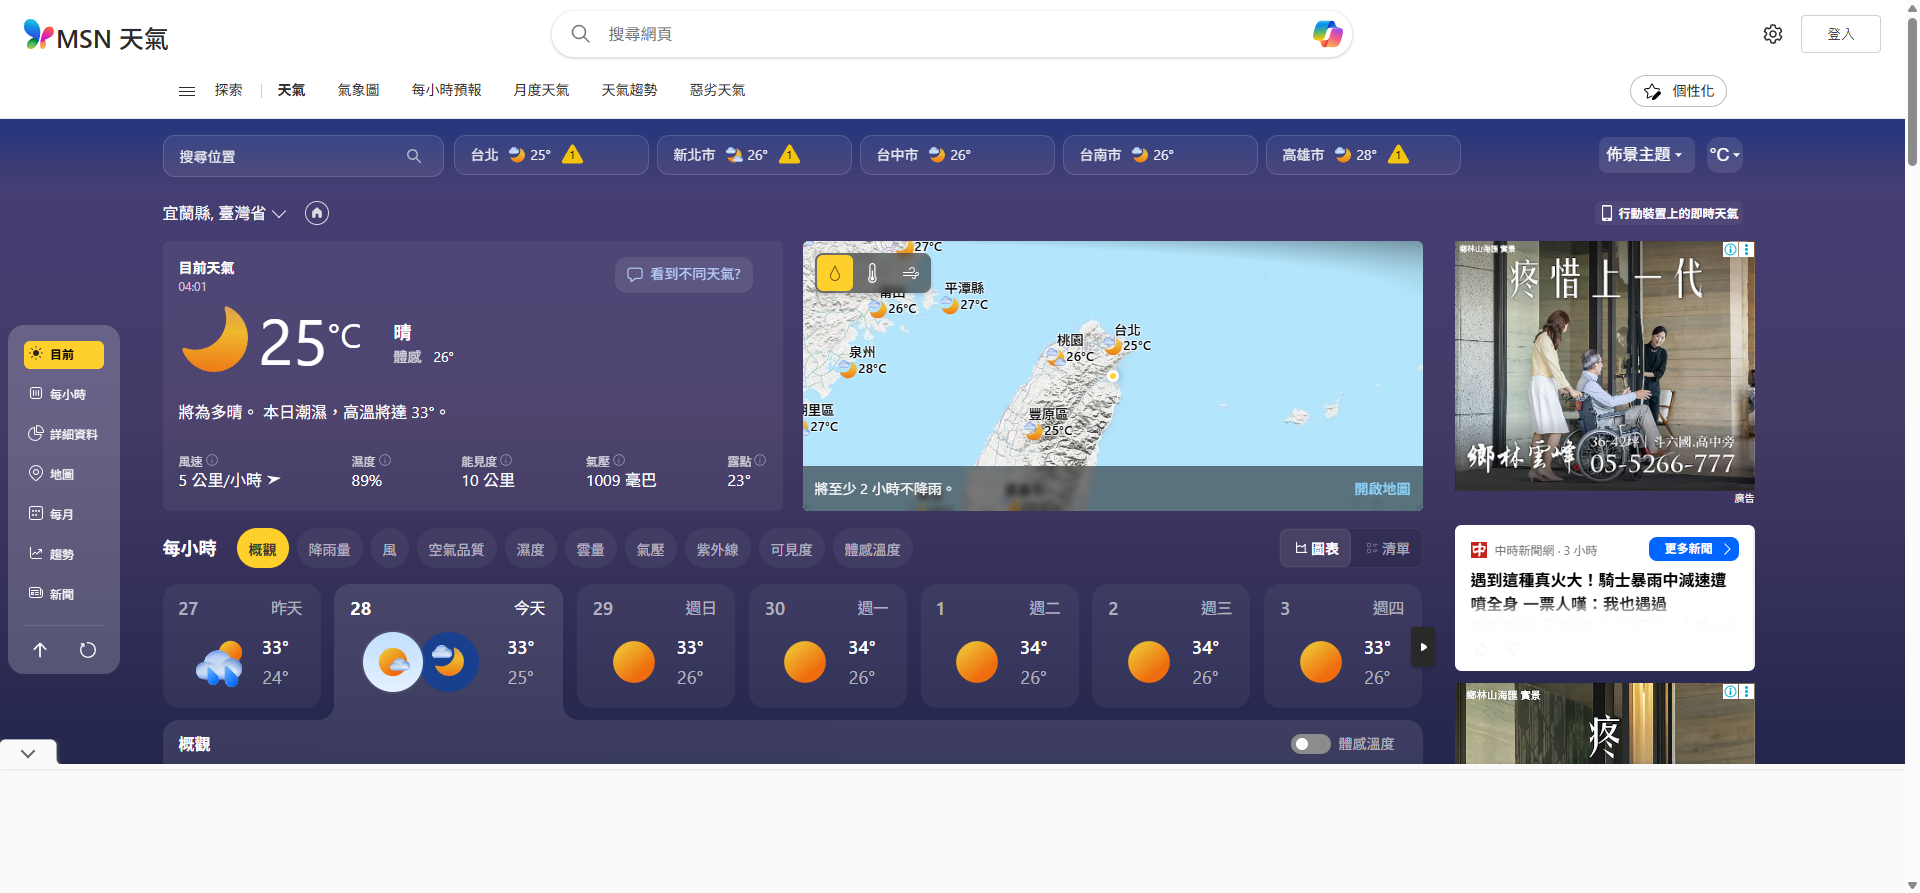 MSN 天氣
搜尋網頁
登入
探索
天氣
氣象圖
每小時預報
月度天氣
天氣趨勢
惡劣天氣
個性化
搜尋位置
台北 25° 1
新北市 26° 1
台中市 26°
台南市 26°
高雄市 28° 1
佈景主題
°C
宜蘭縣, 臺灣省
行動裝置上的即時天氣
目前
每小時
詳細資料
地圖
每月
趨勢
新聞
目前天氣
04:01
看到不同天氣?
25°C
晴
體感 26°
將為多晴。 本日潮濕，高溫將達 33°。
風速
5 公里/小時
濕度
89%
能見度
10 公里
氣壓
1009 毫巴
露點
23°
27°C
平潭縣
27°C
莆田
26°C
泉州
28°C
27°C
桃園
26°C
台北
25°C
豐原區
25°C
將至少 2 小時不降雨。
開啟地圖
鄉林山海匯 實景
疼惜上一代
鄉林雲峰
36-42坪｜斗六國.高中旁
05-5266-777
廣告
每小時
概觀
降雨量
風
空氣品質
濕度
雲量
氣壓
紫外線
可見度
體感溫度
圖表
清單
27 昨天
33°
24°
28 今天
33°
25°
29 週日
33°
26°
30 週一
34°
26°
1 週二
34°
26°
2 週三
34°
26°
3 週四
33°
26°
中時新聞網 · 3 小時
更多新聞
遇到這種真火大！騎士暴雨中減速遭
噴全身 一票人嘆：我也遇過
鄉林山海匯 實景
疼
概觀
體感溫度